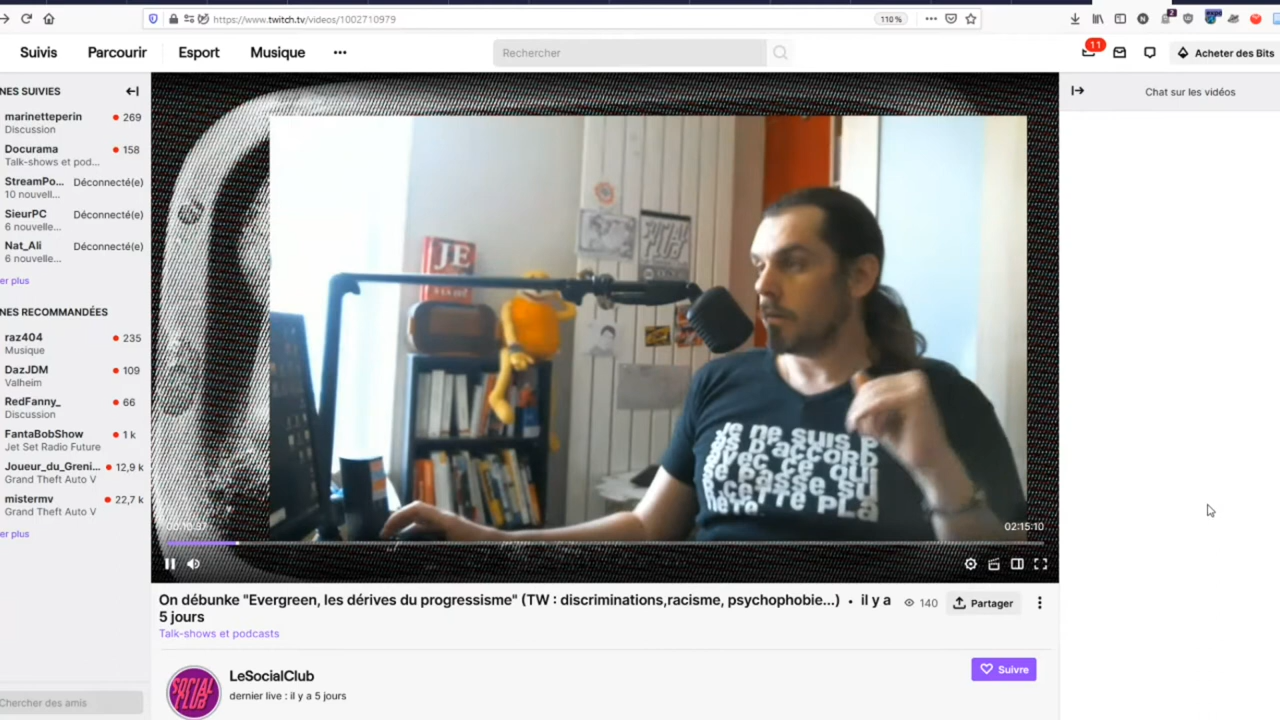 https://www.twitch.tv/videos/1002710979
110 %
2
Suivis
Parcourir
Esport
Musique
Rechercher
11
Acheter des Bits
NES SUIVIES
marinetteperin
269
Discussion
Docurama
158
Talk-shows et pod...
StreamPo...
Déconnecté(e)
10 nouvell...
SieurPC
Déconnecté(e)
6 nouvelle...
Nat_Ali
Déconnecté(e)
6 nouvelle...
er plus
NES RECOMMANDÉES
raz404
235
Musique
DazJDM
109
Valheim
RedFanny_
66
Discussion
FantaBobShow
1 k
Jet Set Radio Future
Joueur_du_Greni...
12,9 k
Grand Theft Auto V
mistermv
22,7 k
Grand Theft Auto V
er plus
Chercher des amis
Chat sur les vidéos
JE
SOCIAL
CLUB
je ne suis p
as d'accord
avec ce qui
se passe su
r cette pla
nète.
02:15:10
On débunke "Evergreen, les dérives du progressisme" (TW : discriminations,racisme, psychophobie...) • il y a
5 jours
140
Partager
Talk-shows et podcasts
SOCIAL
CLUB
LeSocialClub
dernier live : il y a 5 jours
Suivre